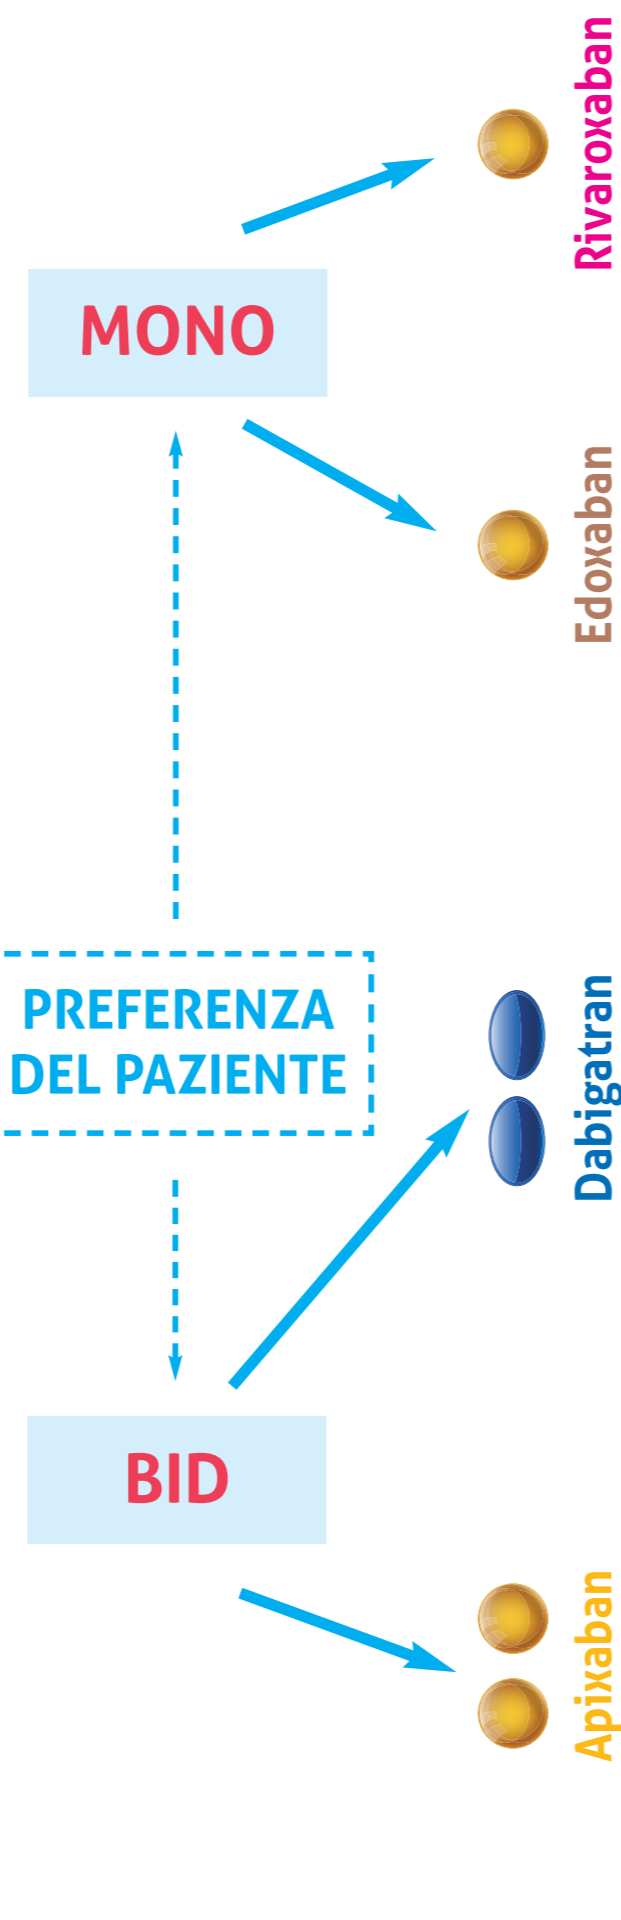 Rivaroxaban
MONO
Edoxaban
PREFERENZA
DEL PAZIENTE
Dabigatran
BID
Apixaban